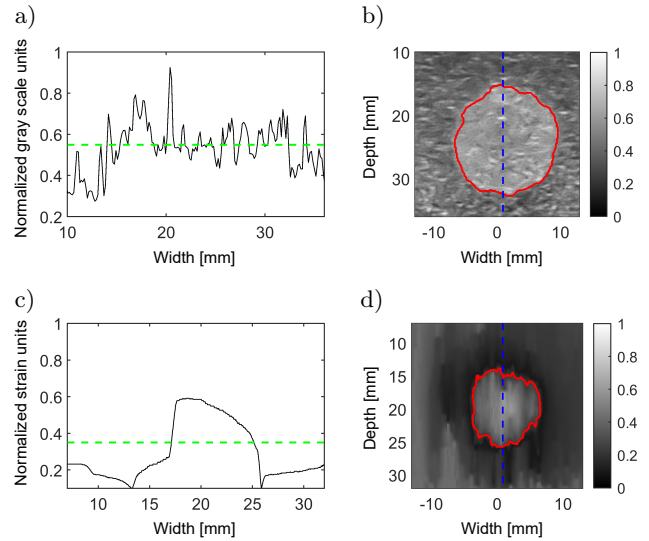 a)
Normalized gray scale units
1
0.8
0.6
0.4
0.2
10 20 30
Width [mm]
b)
Depth [mm]
10
20
30
-10 0 10
Width [mm]
1
0.8
0.6
0.4
0.2
0
c)
Normalized strain units
1
0.8
0.6
0.4
0.2
10 15 20 25 30
Width [mm]
d)
Depth [mm]
10
15
20
25
30
-10 0 10
Width [mm]
1
0.8
0.6
0.4
0.2
0